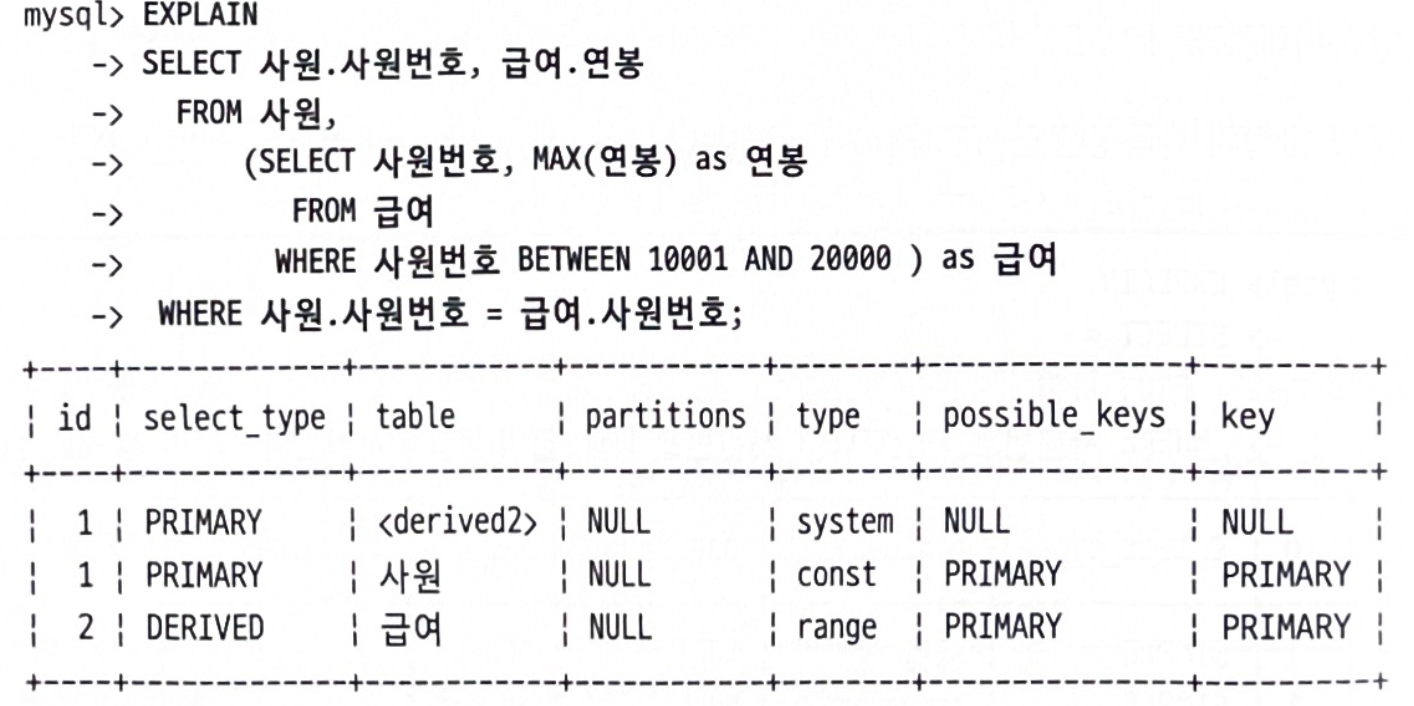 mysql> EXPLAIN
    -> SELECT 사원.사원번호, 급여.연봉
    ->   FROM 사원,
    ->       (SELECT 사원번호, MAX(연봉) as 연봉
    ->          FROM 급여
    ->         WHERE 사원번호 BETWEEN 10001 AND 20000 ) as 급여
    ->  WHERE 사원.사원번호 = 급여.사원번호;
+----+-------------+------------+------------+--------+---------------+---------+
¦ id ¦ select_type ¦ table      ¦ partitions ¦ type   ¦ possible_keys ¦ key     ¦
+----+-------------+------------+------------+--------+---------------+---------+
¦  1 ¦ PRIMARY     ¦ <derived2> ¦ NULL       ¦ system ¦ NULL          ¦ NULL    ¦
¦  1 ¦ PRIMARY     ¦ 사원       ¦ NULL       ¦ const  ¦ PRIMARY       ¦ PRIMARY ¦
¦  2 ¦ DERIVED     ¦ 급여       ¦ NULL       ¦ range  ¦ PRIMARY       ¦ PRIMARY ¦
+----+-------------+------------+------------+--------+---------------+---------+